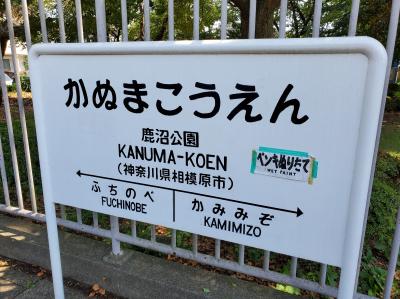 かぬまこうえん
鹿沼公園
KANUMA-KOEN
(神奈川県相模原市)
ペンキぬりたて
WET PAINT
ふちのべ
FUCHINOBE
かみみぞ
KAMIMIZO